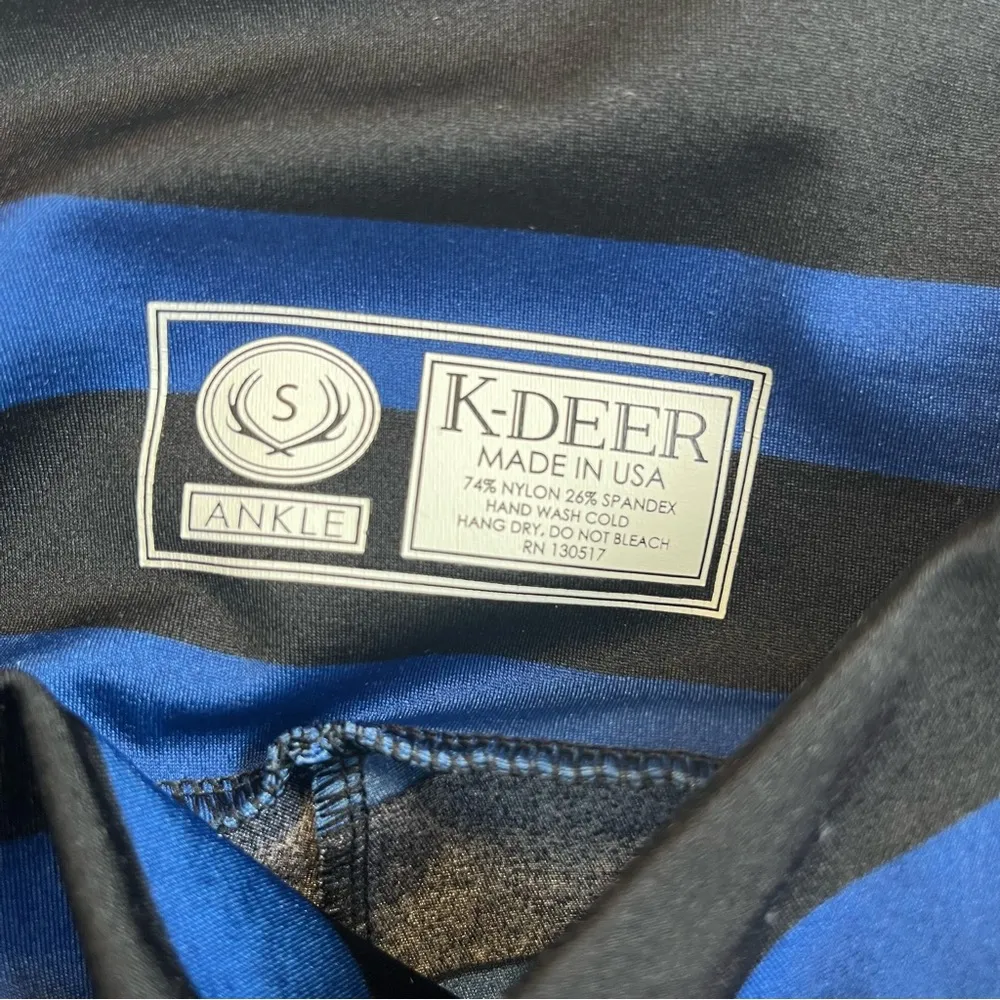 S
ANKLE
K-DEER
MADE IN USA
74% NYLON 26% SPANDEX
HAND WASH COLD
HANG DRY, DO NOT BLEACH
RN 130517